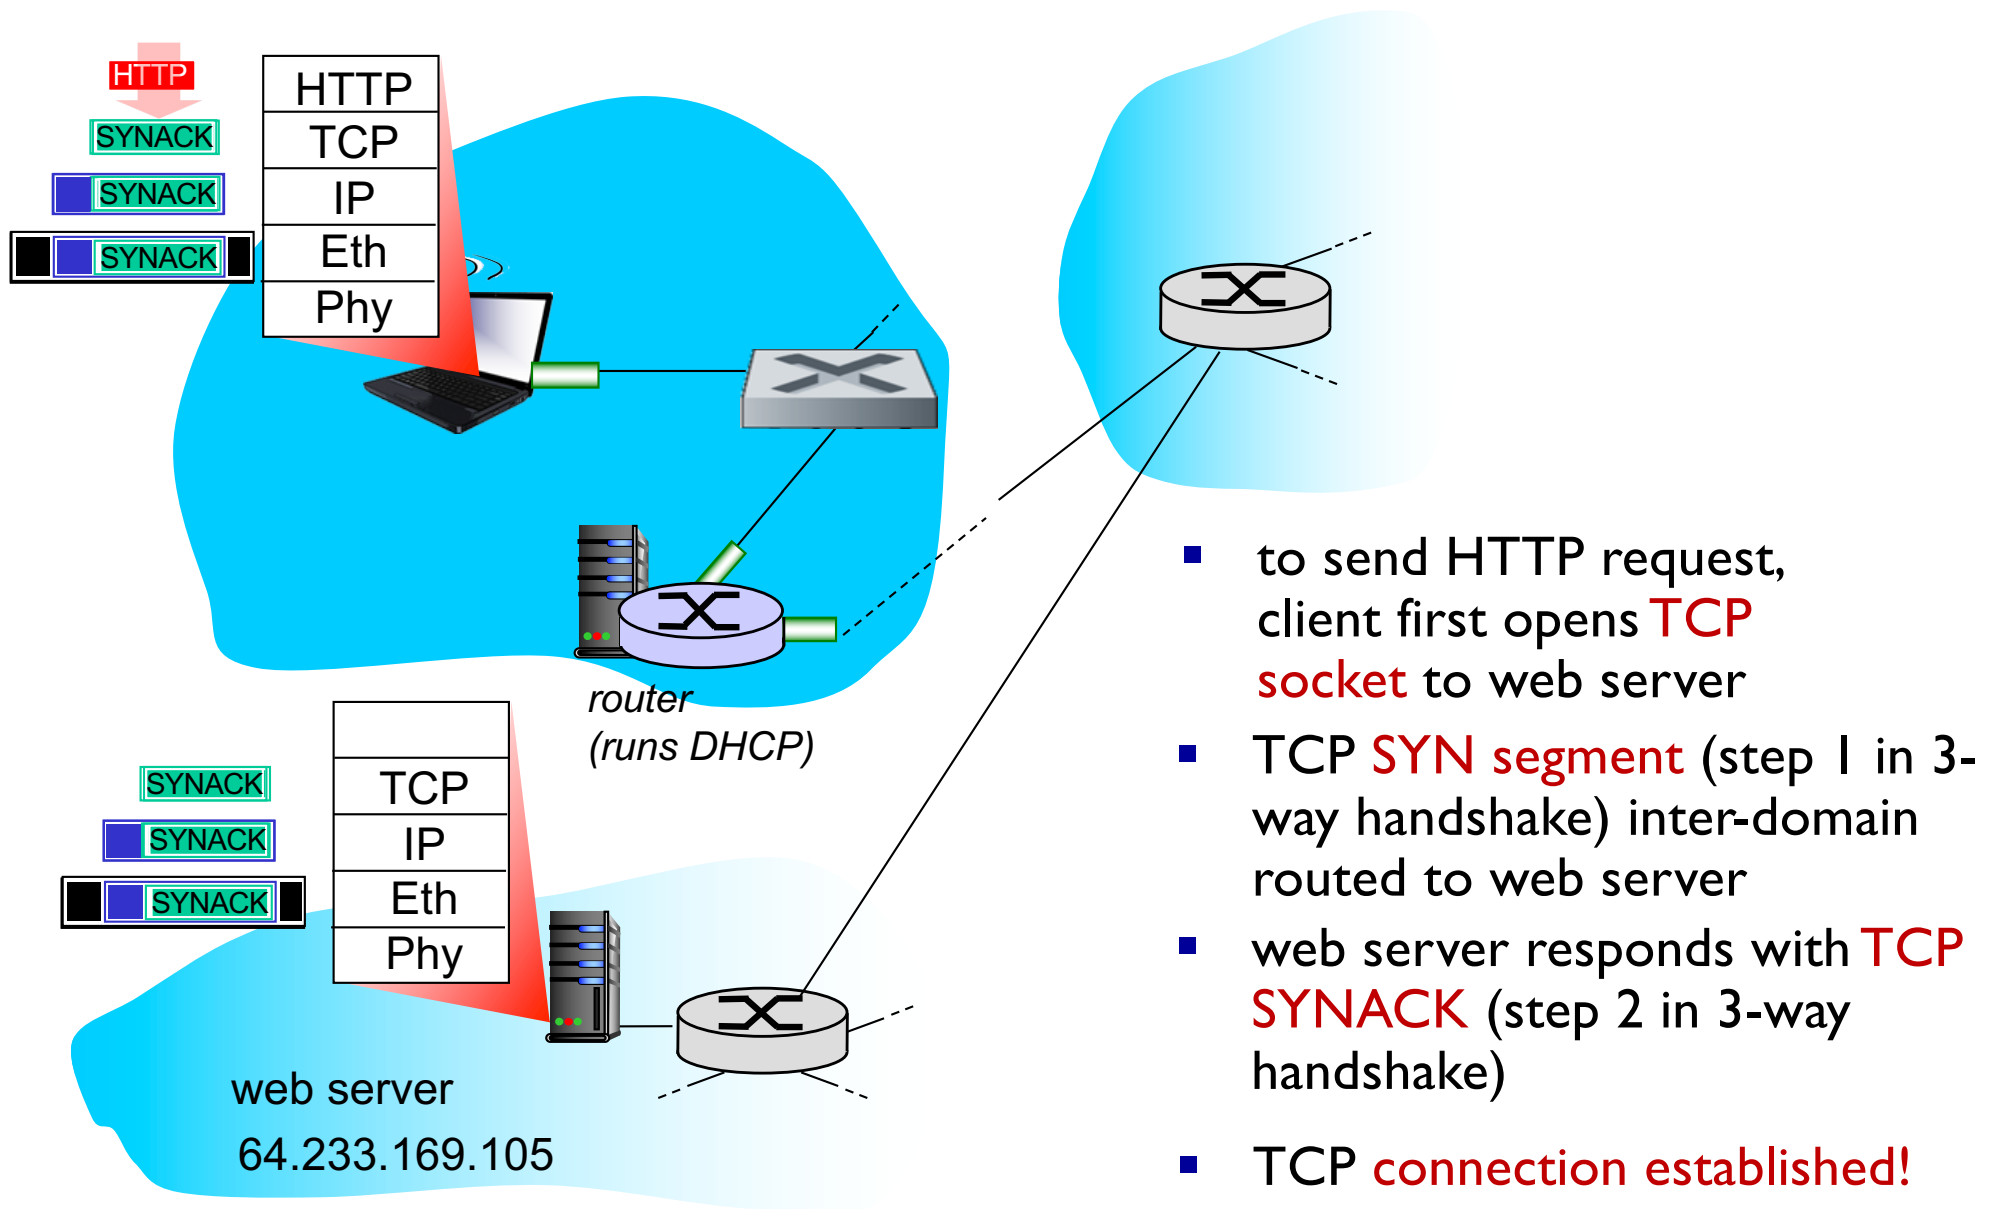 HTTP
SYNACK
SYNACK
SYNACK
HTTP
TCP
IP
Eth
Phy
router
(runs DHCP)
SYNACK
SYNACK
SYNACK
TCP
IP
Eth
Phy
web server
64.233.169.105
▪ to send HTTP request,
client first opens TCP
socket to web server
▪ TCP SYN segment (step 1 in 3-
way handshake) inter-domain
routed to web server
▪ web server responds with TCP
SYNACK (step 2 in 3-way
handshake)
▪ TCP connection established!